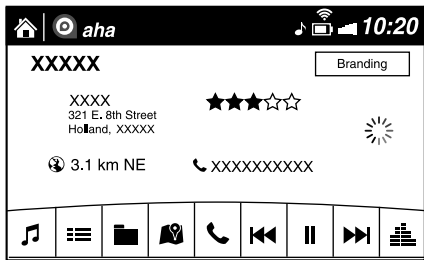 aha 10:20
XXXXX Branding
XXXX
321 E. 8th Street
Holland, XXXXX
3.1 km NE XXXXXXXXXX